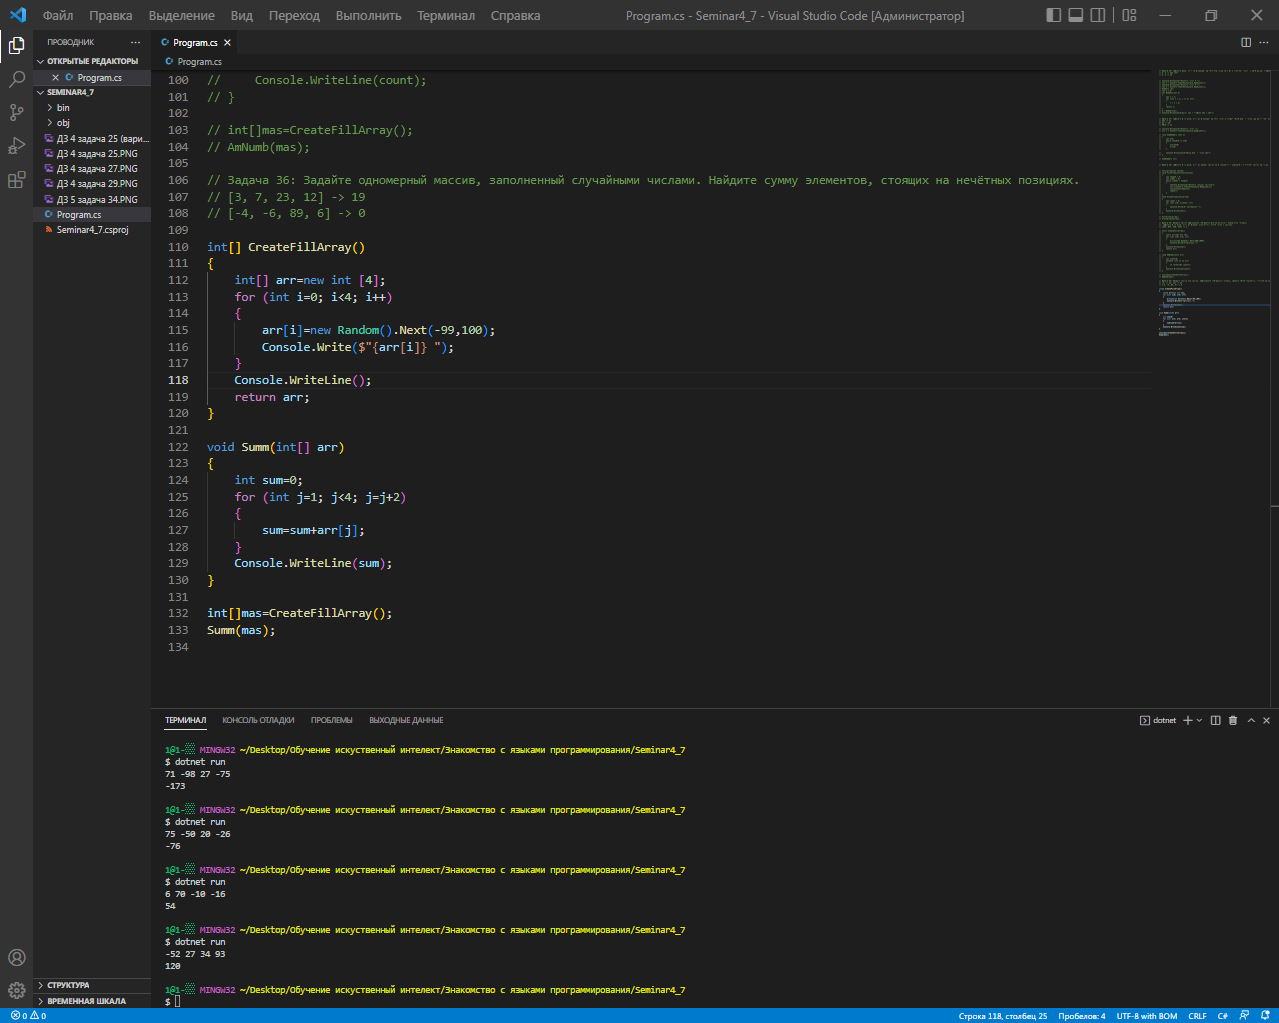 Файл Правка Выделение Вид Переход Выполнить Терминал Справка Program.cs - Seminar4_7 - Visual Studio Code [Администратор]
ПРОВОДНИК ...
ОТКРЫТЫЕ РЕДАКТОРЫ
Program.cs
SEMINAR4_7
bin
obj
ДЗ 4 задача 25 (вари...
ДЗ 4 задача 25.PNG
ДЗ 4 задача 27.PNG
ДЗ 4 задача 29.PNG
ДЗ 5 задача 34.PNG
Program.cs
Seminar4_7.csproj
СТРУКТУРА
ВРЕМЕННАЯ ШКАЛА
Program.cs
Program.cs
100 //     Console.WriteLine(count);
101 // }
102
103 // int[]mas=CreateFillArray();
104 // AmNumb(mas);
105
106 // Задача 36: Задайте одномерный массив, заполненный случайными числами. Найдите сумму элементов, стоящих на нечётных позициях.
107 // [3, 7, 23, 12] -> 19
108 // [-4, -6, 89, 6] -> 0
109
110 int[] CreateFillArray()
111 {
112     int[] arr=new int [4];
113     for (int i=0; i<4; i++)
114     {
115         arr[i]=new Random().Next(-99,100);
116         Console.Write($"{arr[i]} ");
117     }
118     Console.WriteLine();
119     return arr;
120 }
121
122 void Summ(int[] arr)
123 {
124     int sum=0;
125     for (int j=1; j<4; j=j+2)
126     {
127         sum=sum+arr[j];
128     }
129     Console.WriteLine(sum);
130 }
131
132 int[]mas=CreateFillArray();
133 Summ(mas);
134
ТЕРМИНАЛ КОНСОЛЬ ОТЛАДКИ ПРОБЛЕМЫ ВЫХОДНЫЕ ДАННЫЕ dotnet
1@1-░░ MINGW32 ~/Desktop/Обучение искуственный интелект/Знакомство с языками программирования/Seminar4_7
$ dotnet run
71 -98 27 -75
-173
1@1-░░ MINGW32 ~/Desktop/Обучение искуственный интелект/Знакомство с языками программирования/Seminar4_7
$ dotnet run
75 -50 20 -26
-76
1@1-░░ MINGW32 ~/Desktop/Обучение искуственный интелект/Знакомство с языками программирования/Seminar4_7
$ dotnet run
6 70 -10 -16
54
1@1-░░ MINGW32 ~/Desktop/Обучение искуственный интелект/Знакомство с языками программирования/Seminar4_7
$ dotnet run
-52 27 34 93
120
1@1-░░ MINGW32 ~/Desktop/Обучение искуственный интелект/Знакомство с языками программирования/Seminar4_7
$
0 0 Строка 118, столбец 25 Пробелов: 4 UTF-8 with BOM CRLF C#